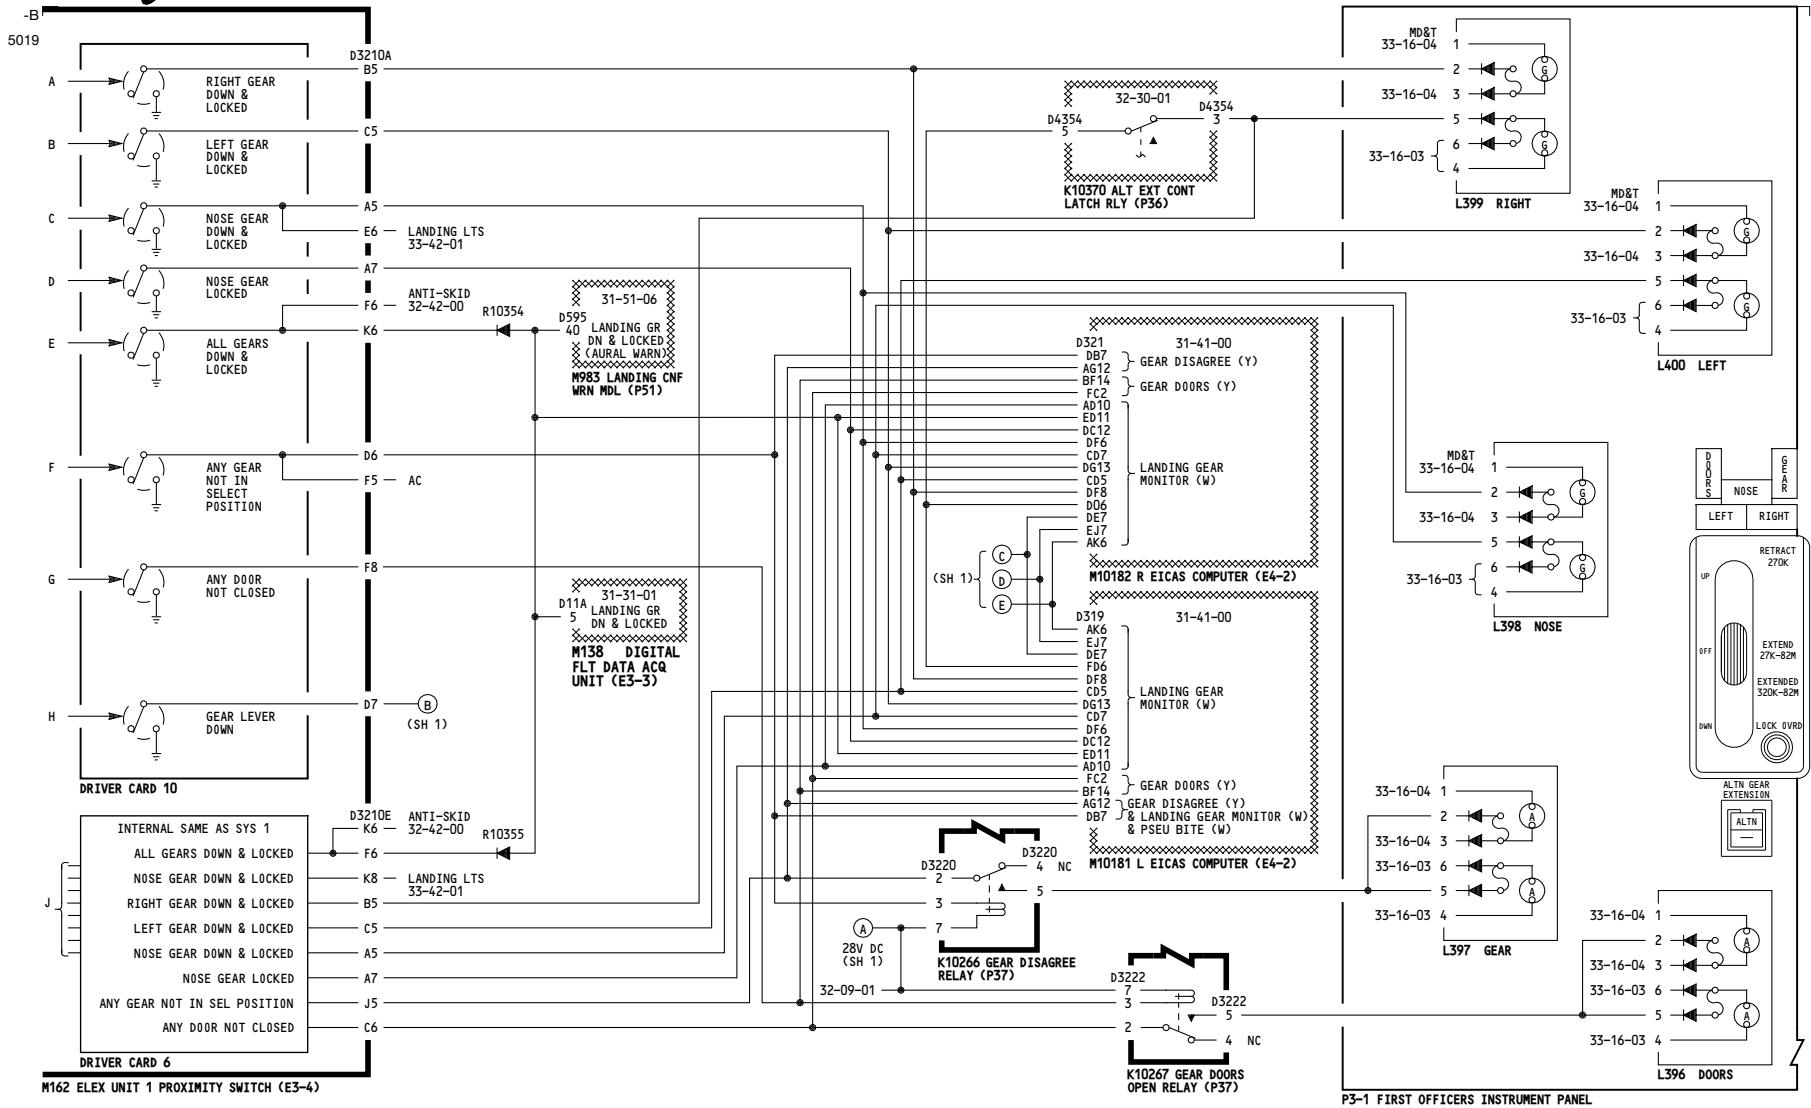 -B
5019
A
RIGHT GEAR
DOWN &
LOCKED
B
LEFT GEAR
DOWN &
LOCKED
C
NOSE GEAR
DOWN &
LOCKED
D
NOSE GEAR
LOCKED
E
ALL GEARS
DOWN &
LOCKED
F
ANY GEAR
NOT IN
SELECT
POSITION
G
ANY DOOR
NOT CLOSED
H
GEAR LEVER
DOWN
DRIVER CARD 10
D3210A
B5
C5
A5
E6 LANDING LTS
33-42-01
A7
F6 ANTI-SKID
32-42-00
K6
D6
F5 AC
F8
D7 B
(SH 1)
R10354
31-51-06
D595
40 LANDING GR
DN & LOCKED
(AURAL WARN)
M983 LANDING CNF
WRN MDL (P51)
31-31-01
D11A
5 LANDING GR
DN & LOCKED
M138 DIGITAL
FLT DATA ACQ
UNIT (E3-3)
INTERNAL SAME AS SYS 1
ALL GEARS DOWN & LOCKED
NOSE GEAR DOWN & LOCKED
J
RIGHT GEAR DOWN & LOCKED
LEFT GEAR DOWN & LOCKED
NOSE GEAR DOWN & LOCKED
NOSE GEAR LOCKED
ANY GEAR NOT IN SEL POSITION
ANY DOOR NOT CLOSED
DRIVER CARD 6
D3210E
K6 ANTI-SKID
32-42-00
F6
R10355
K8 LANDING LTS
33-42-01
B5
C5
A5
A7
J5
C6
M162 ELEX UNIT 1 PROXIMITY SWITCH (E3-4)
32-30-01
D4354
5
D4354
3
K10370 ALT EXT CONT
LATCH RLY (P36)
D321
31-41-00
DB7
AG12
GEAR DISAGREE (Y)
BF14
FC2
GEAR DOORS (Y)
AD10
ED11
DC12
DF6
CD7
DG13
CD5
DF8
DO6
DE7
EJ7
AK6
LANDING GEAR
MONITOR (W)
M10182 R EICAS COMPUTER (E4-2)
(SH 1)
C
D
E
D319
31-41-00
AK6
EJ7
DE7
FD6
DF8
CD5
DG13
CD7
DF6
DC12
ED11
AD10
LANDING GEAR
MONITOR (W)
FC2
BF14
GEAR DOORS (Y)
AG12
DB7
GEAR DISAGREE (Y)
& LANDING GEAR MONITOR (W)
& PSEU BITE (W)
M10181 L EICAS COMPUTER (E4-2)
D3220
2
3
7
D3220
4 NC
5
A
28V DC
(SH 1)
K10266 GEAR DISAGREE
RELAY (P37)
32-09-01
D3222
7
3
2
D3222
5
4 NC
K10267 GEAR DOORS
OPEN RELAY (P37)
MD&T
33-16-04 1
2
33-16-04 3
5
33-16-03
6
4
G
G
L399 RIGHT
MD&T
33-16-04 1
2
33-16-04 3
5
33-16-03
6
4
G
G
L400 LEFT
MD&T
33-16-04 1
2
33-16-04 3
5
33-16-03
6
4
G
G
L398 NOSE
33-16-04 1
2
33-16-04 3
33-16-03 6
5
33-16-03 4
A
A
L397 GEAR
33-16-04 1
2
33-16-04 3
33-16-03 6
5
33-16-03 4
A
A
L396 DOORS
DOORS
GEAR
NOSE
LEFT
RIGHT
RETRACT
270K
UP
OFF
EXTEND
27K-82M
EXTENDED
320K-82M
DWN
LOCK OVRD
ALTN GEAR
EXTENSION
ALTN
P3-1 FIRST OFFICERS INSTRUMENT PANEL